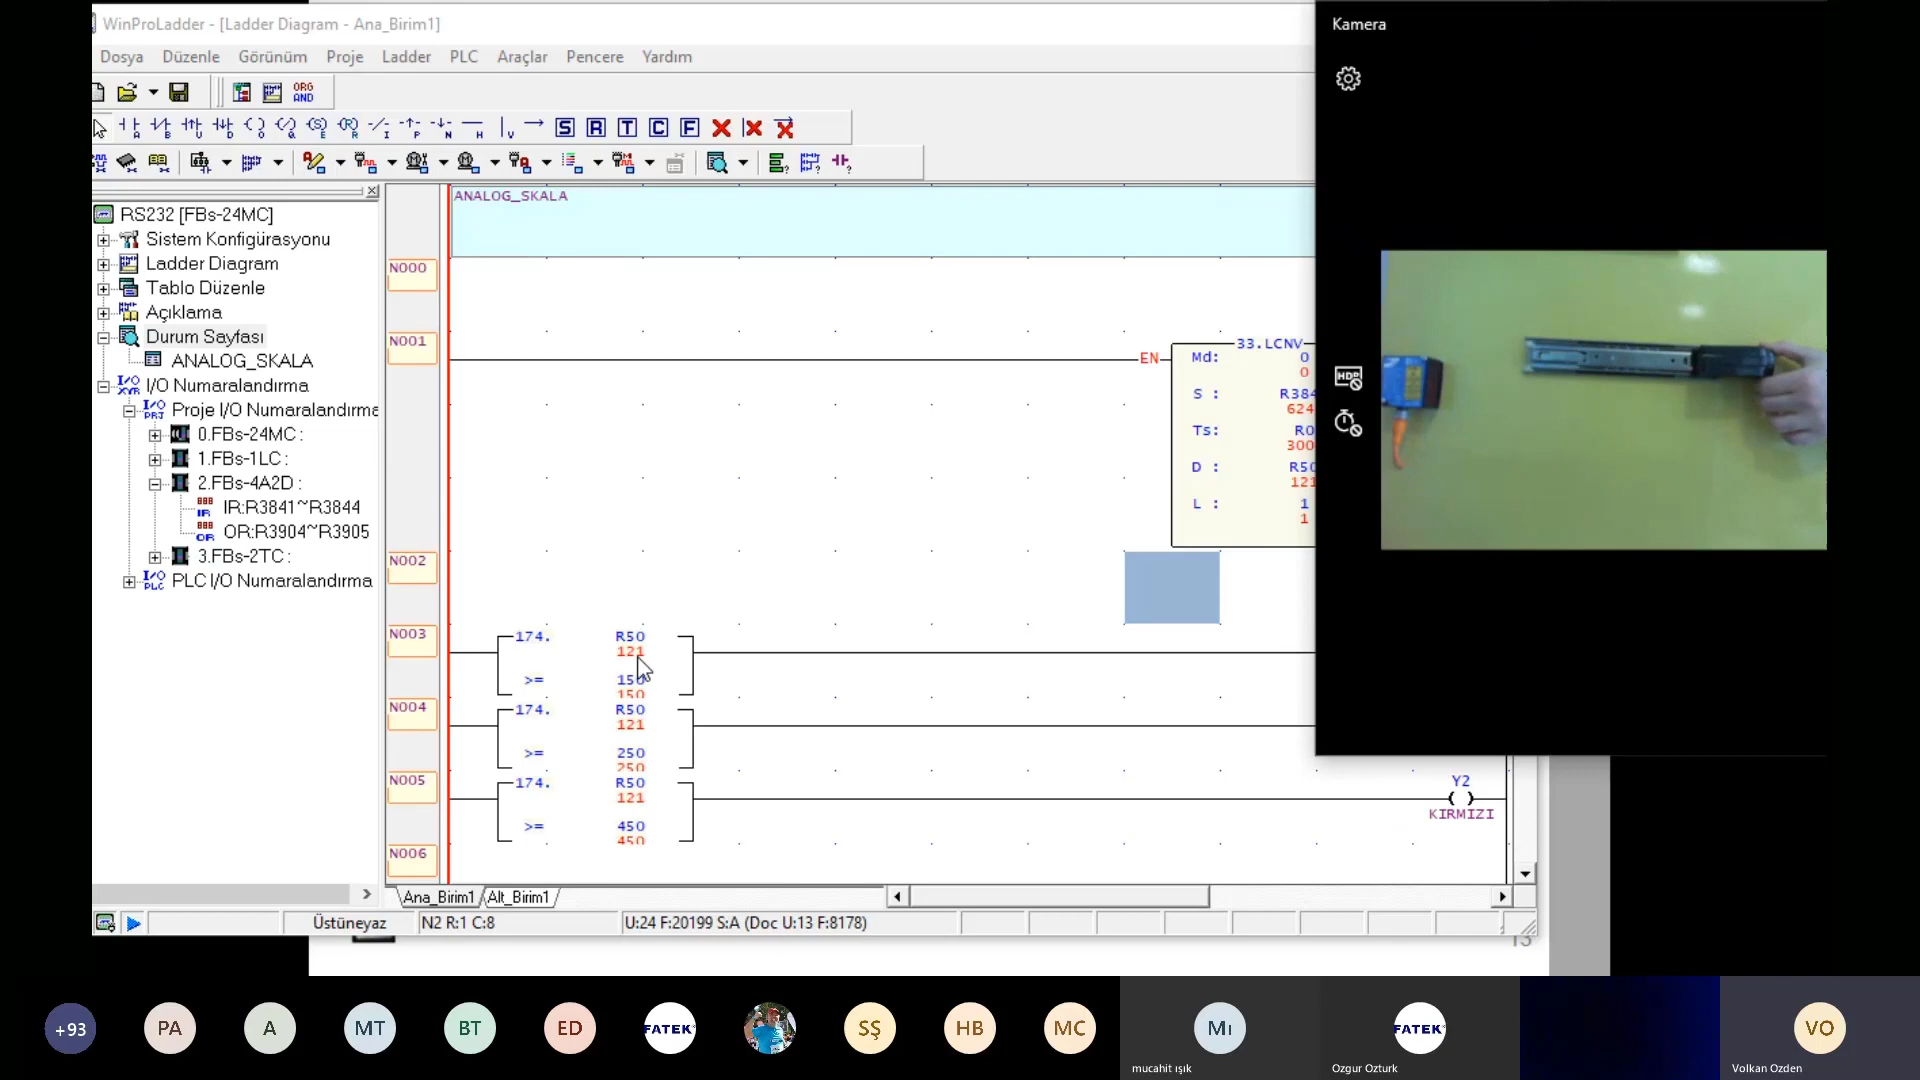 WinProLadder - [Ladder Diagram - Ana_Birim1]
Dosya Düzenle Görünüm Proje Ladder PLC Araçlar Pencere Yardım
ORG
AND
A B U D O Q S E R R I P N H V S R T C F
RS232 [FBs-24MC]
Sistem Konfigürasyonu
Ladder Diagram
Tablo Düzenle
Açıklama
Durum Sayfası
ANALOG_SKALA
I/O Numaralandırma
Proje I/O Numaralandırma
0.FBs-24MC :
1.FBs-1LC :
2.FBs-4A2D :
IR:R3841~R3844
OR:R3904~R3905
3.FBs-2TC :
PLC I/O Numaralandırma
ANALOG_SKALA
N000
N001
EN
33.LCNV
Md: 0
0
S : R384
624
Ts: R0
300
D : R50
121
L : 1
1
N002
N003
174. R50
121
>= 150
150
N004
174. R50
121
>= 250
250
N005
174. R50
121
>= 450
450
Y2
KIRMIZI
N006
Ana_Birim1 Alt_Birim1
Üstüneyaz N2 R:1 C:8 U:24 F:20199 S:A (Doc U:13 F:8178)
13
Kamera
HDR
+93 PA A MT BT ED FATEK SŞ HB MC Mı FATEK VO
mucahit ışık Ozgur Ozturk Volkan Ozden